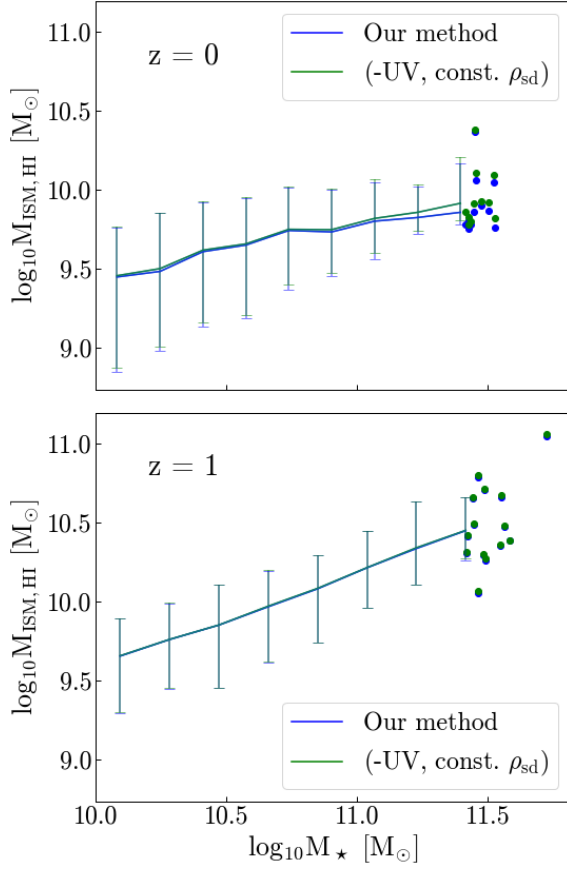 z = 0
Our method
(-UV, const. ρsd)
log10MISM, HI [M⊙]
11.0
10.5
10.0
9.5
9.0
z = 1
Our method
(-UV, const. ρsd)
log10MISM, HI [M⊙]
11.0
10.5
10.0
9.5
9.0
10.0 10.5 11.0 11.5
log10M⋆ [M⊙]